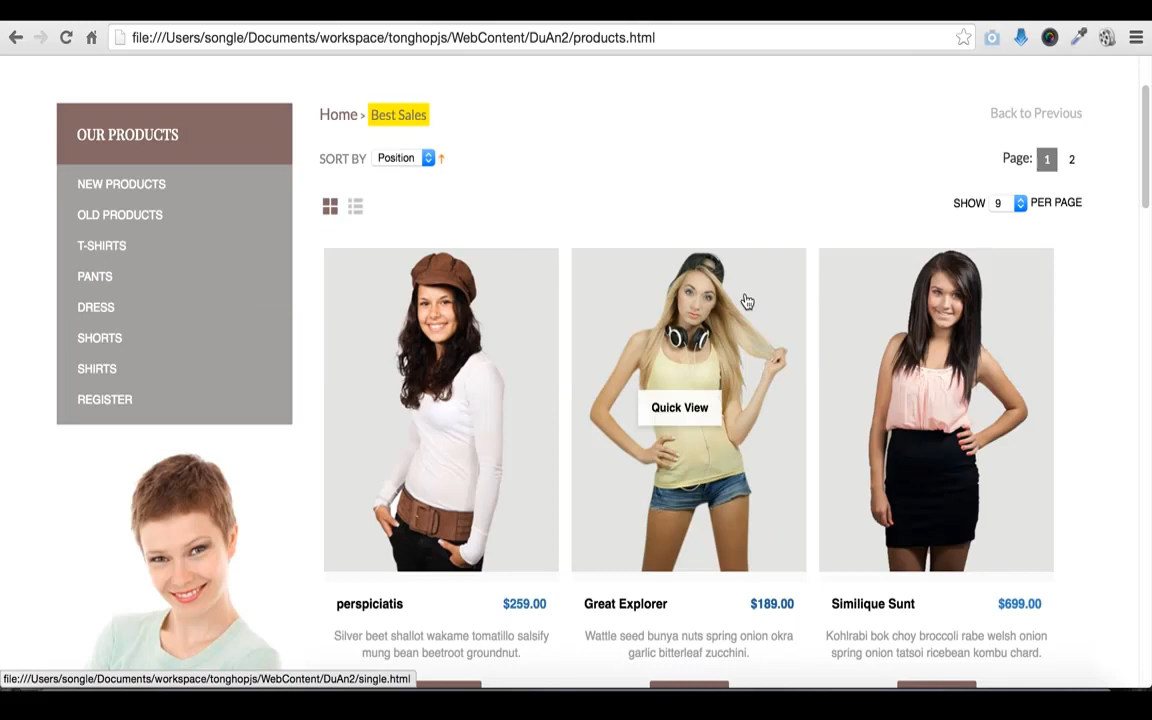 file:///Users/songle/Documents/workspace/tonghopjs/WebContent/DuAn2/products.html
OUR PRODUCTS
NEW PRODUCTS
OLD PRODUCTS
T-SHIRTS
PANTS
DRESS
SHORTS
SHIRTS
REGISTER
Home > Best Sales
Back to Previous
SORT BY Position
Page: 1 2
SHOW 9 PER PAGE
Quick View
perspiciatis $259.00
Silver beet shallot wakame tomatillo salsify
mung bean beetroot groundnut.
Great Explorer $189.00
Wattle seed bunya nuts spring onion okra
garlic bitterleaf zucchini.
Similique Sunt $699.00
Kohlrabi bok choy broccoli rabe welsh onion
spring onion tatsoi ricebean kombu chard.
file:///Users/songle/Documents/workspace/tonghopjs/WebContent/DuAn2/single.html